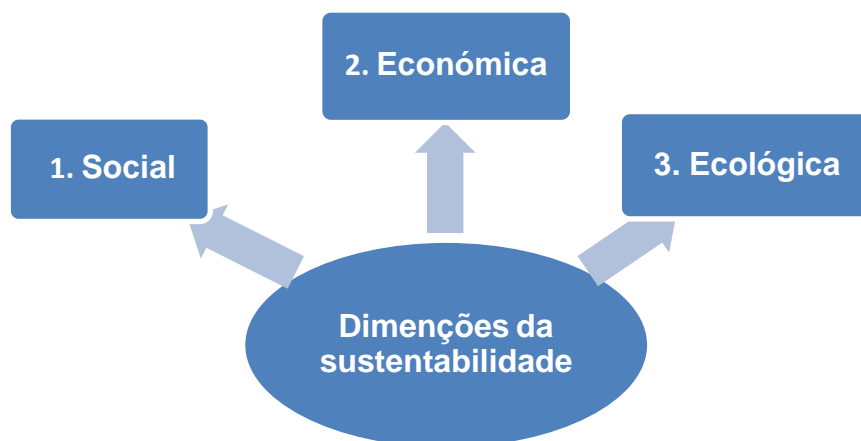 1. Social
2. Económica
3. Ecológica
Dimenções da
sustentabilidade